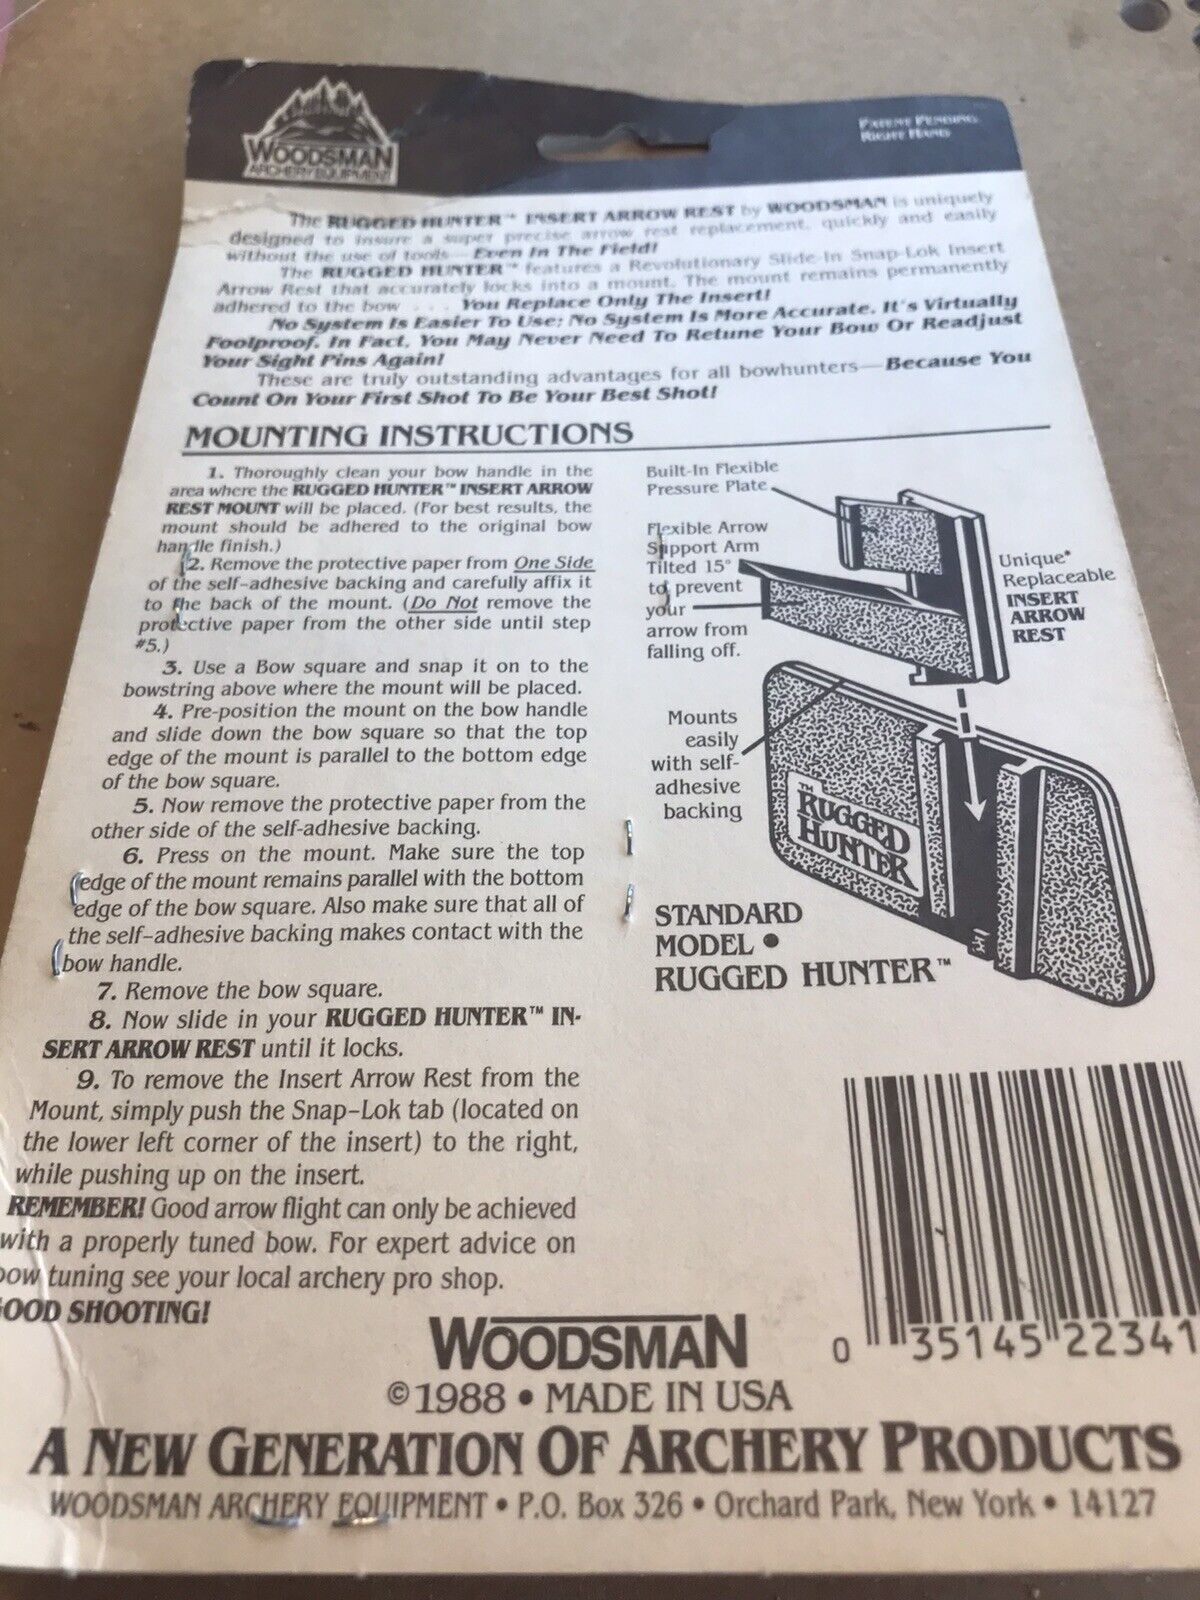 WOODSMAN
ARCHERY EQUIPMENT
PATENT PENDING
RIGHT HAND
The RUGGED HUNTER™ INSERT ARROW REST by WOODSMAN is uniquely
designed to insure a super precise arrow rest replacement, quickly and easily
without the use of tools—Even In The Field!
The RUGGED HUNTER™ features a Revolutionary Slide-In Snap-Lok Insert
Arrow Rest that accurately locks into a mount. The mount remains permanently
adhered to the bow . . . You Replace Only The Insert!
No System Is Easier To Use; No System Is More Accurate. It's Virtually
Foolproof. In Fact, You May Never Need To Retune Your Bow Or Readjust
Your Sight Pins Again!
These are truly outstanding advantages for all bowhunters—Because You
Count On Your First Shot To Be Your Best Shot!
MOUNTING INSTRUCTIONS
1. Thoroughly clean your bow handle in the
area where the RUGGED HUNTER™ INSERT ARROW
REST MOUNT will be placed. (For best results, the
mount should be adhered to the original bow
handle finish.)
2. Remove the protective paper from One Side
of the self-adhesive backing and carefully affix it
to the back of the mount. (Do Not remove the
protective paper from the other side until step
#5.)
3. Use a Bow square and snap it on to the
bowstring above where the mount will be placed.
4. Pre-position the mount on the bow handle
and slide down the bow square so that the top
edge of the mount is parallel to the bottom edge
of the bow square.
5. Now remove the protective paper from the
other side of the self-adhesive backing.
6. Press on the mount. Make sure the top
edge of the mount remains parallel with the bottom
edge of the bow square. Also make sure that all of
the self-adhesive backing makes contact with the
bow handle.
7. Remove the bow square.
8. Now slide in your RUGGED HUNTER™ IN-
SERT ARROW REST until it locks.
9. To remove the Insert Arrow Rest from the
Mount, simply push the Snap-Lok tab (located on
the lower left corner of the insert) to the right,
while pushing up on the insert.
REMEMBER! Good arrow flight can only be achieved
with a properly tuned bow. For expert advice on
bow tuning see your local archery pro shop.
GOOD SHOOTING!
Built-In Flexible
Pressure Plate
Flexible Arrow
Support Arm
Tilted 15°
to prevent
your
arrow from
falling off.
Unique*
Replaceable
INSERT
ARROW
REST
Mounts
easily
with self-
adhesive
backing
™
RUGGED
HUNTER
STANDARD
MODEL •
RUGGED HUNTER™
0 35145 22341
WOODSMAN
©1988 • MADE IN USA
A NEW GENERATION OF ARCHERY PRODUCTS
WOODSMAN ARCHERY EQUIPMENT • P.O. Box 326 • Orchard Park, New York • 14127